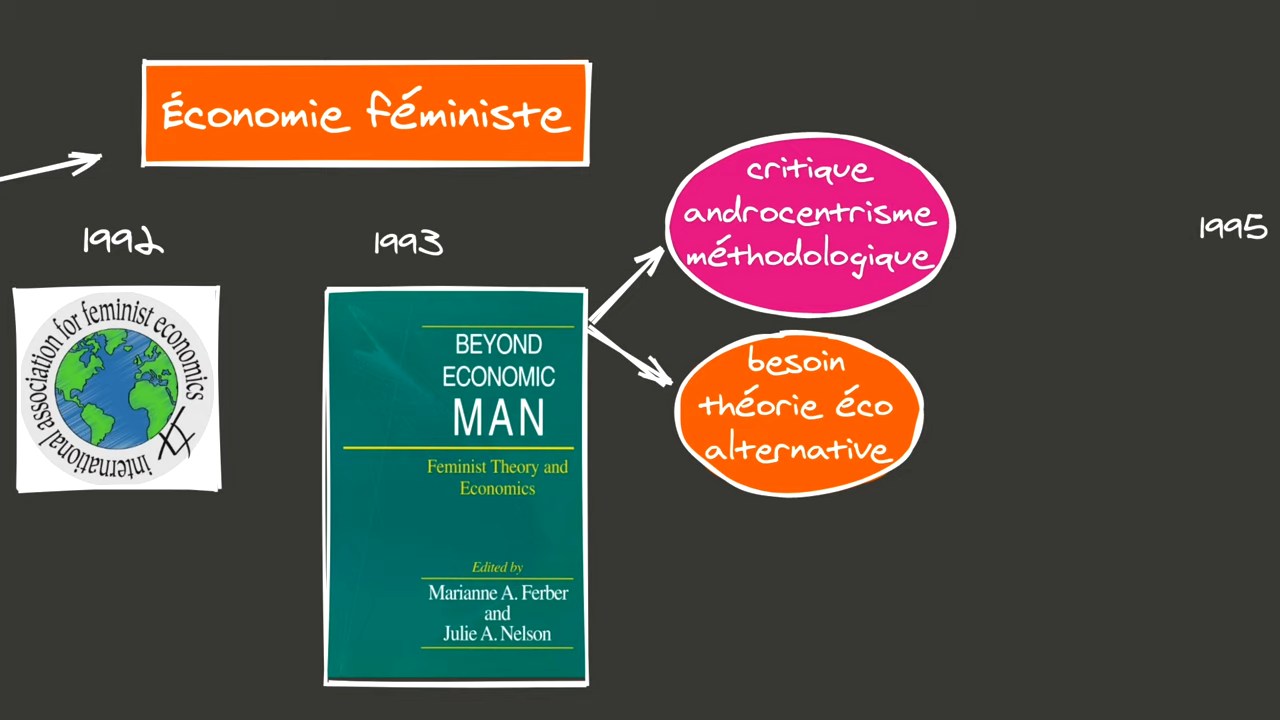 Économie féministe
1992
1993
1995
international association for feminist economics
BEYOND
ECONOMIC
MAN
Feminist Theory and
Economics
Edited by
Marianne A. Ferber
and
Julie A. Nelson
critique
androcentrisme
méthodologique
besoin
théorie éco
alternative